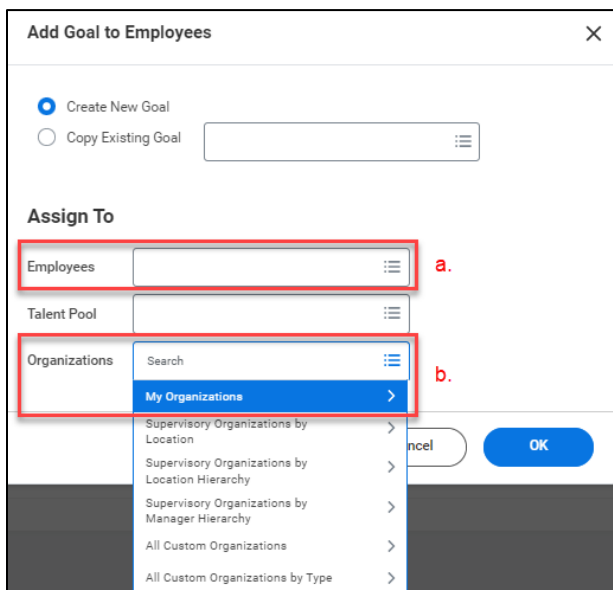 Add Goal to Employees
Create New Goal
Copy Existing Goal
Assign To
Employees
a.
Talent Pool
Organizations
Search
b.
My Organizations
Supervisory Organizations by
Location
ncel
OK
Supervisory Organizations by
Location Hierarchy
Supervisory Organizations by
Manager Hierarchy
All Custom Organizations
All Custom Organizations by Type